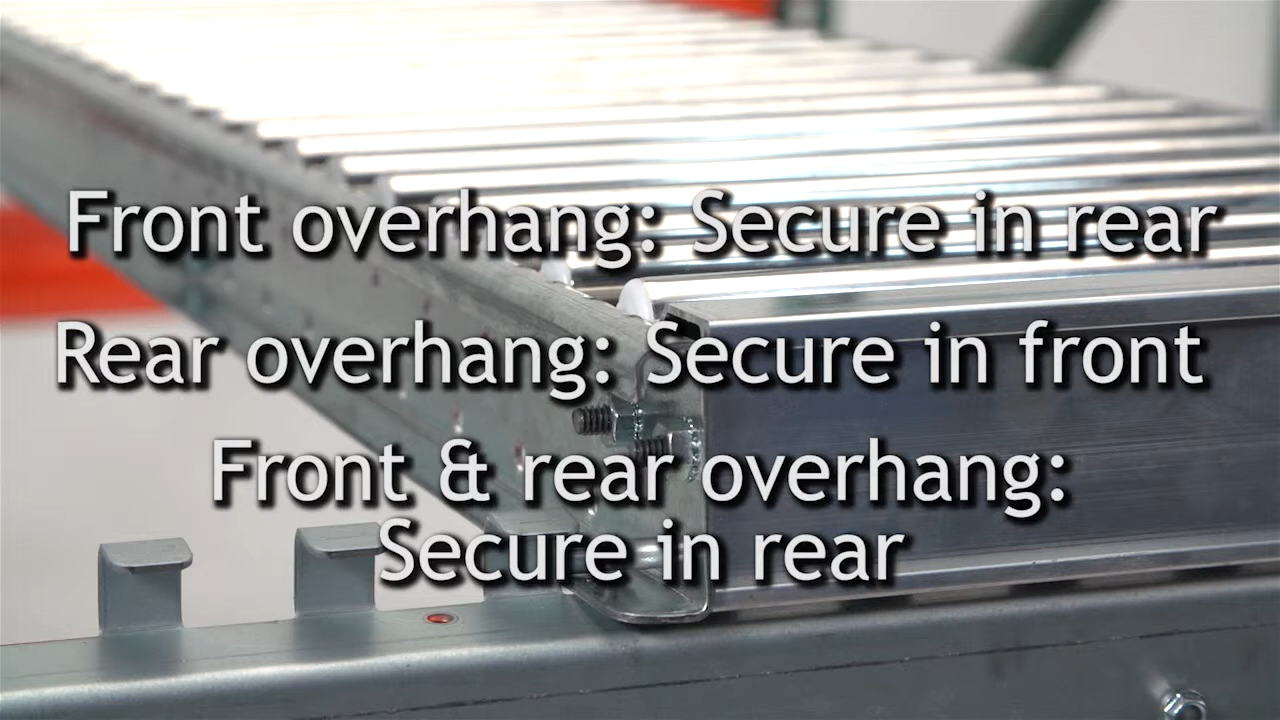 Front overhang: Secure in rear
Rear overhang: Secure in front
Front & rear overhang:
Secure in rear